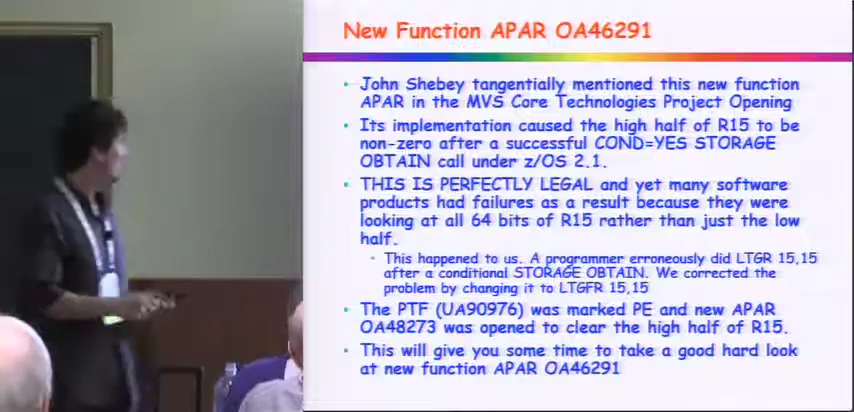 New Function APAR OA46291
• John Shebey tangentially mentioned this new function
APAR in the MVS Core Technologies Project Opening
• Its implementation caused the high half of R15 to be
non-zero after a successful COND=YES STORAGE
OBTAIN call under z/OS 2.1.
• THIS IS PERFECTLY LEGAL and yet many software
products had failures as a result because they were
looking at all 64 bits of R15 rather than just the low
half.
• This happened to us. A programmer erroneously did LTGR 15,15
after a conditional STORAGE OBTAIN. We corrected the
problem by changing it to LTGFR 15,15
• The PTF (UA90976) was marked PE and new APAR
OA48273 was opened to clear the high half of R15.
• This will give you some time to take a good hard look
at new function APAR OA46291